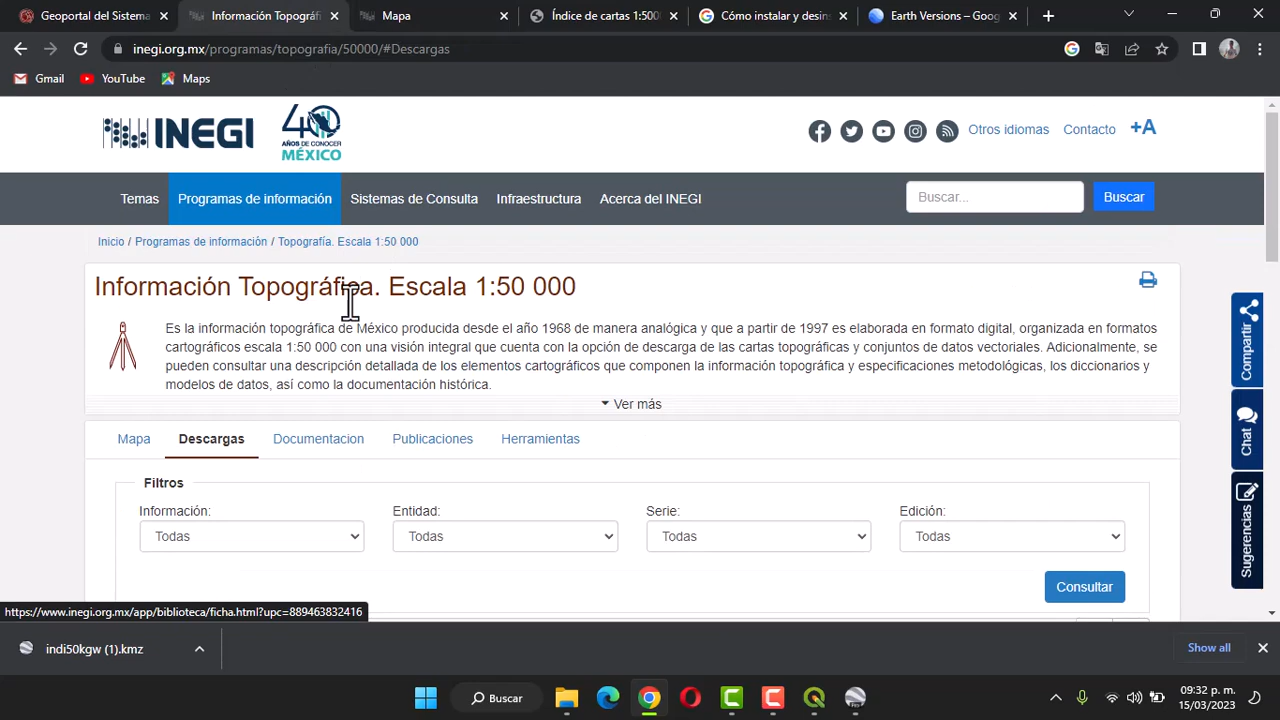 Geoportal del Sistema
Información Topográfi
Mapa
Índice de cartas 1:500
Cómo instalar y desin
Earth Versions – Goog
inegi.org.mx/programas/topografia/50000/#Descargas
Gmail
YouTube
Maps
INEGI
40
AÑOS DE CONOCER
MÉXICO
Otros idiomas
Contacto
+A
Temas
Programas de información
Sistemas de Consulta
Infraestructura
Acerca del INEGI
Buscar...
Buscar
Inicio / Programas de información / Topografía. Escala 1:50 000
Información Topográfica. Escala 1:50 000
Es la información topográfica de México producida desde el año 1968 de manera analógica y que a partir de 1997 es elaborada en formato digital, organizada en formatos
cartográficos escala 1:50 000 con una visión integral que cuenta con la opción de descarga de las cartas topográficas y conjuntos de datos vectoriales. Adicionalmente, se
pueden consultar una descripción detallada de los elementos cartográficos que componen la información topográfica y especificaciones metodológicas, los diccionarios y
modelos de datos, así como la documentación histórica.
Ver más
Compartir
Chat
Sugerencias
Mapa
Descargas
Documentacion
Publicaciones
Herramientas
Filtros
Información:
Entidad:
Serie:
Edición:
Todas
Todas
Todas
Todas
Consultar
https://www.inegi.org.mx/app/biblioteca/ficha.html?upc=889463832416
indi50kgw (1).kmz
Show all
Buscar
09:32 p. m.
15/03/2023